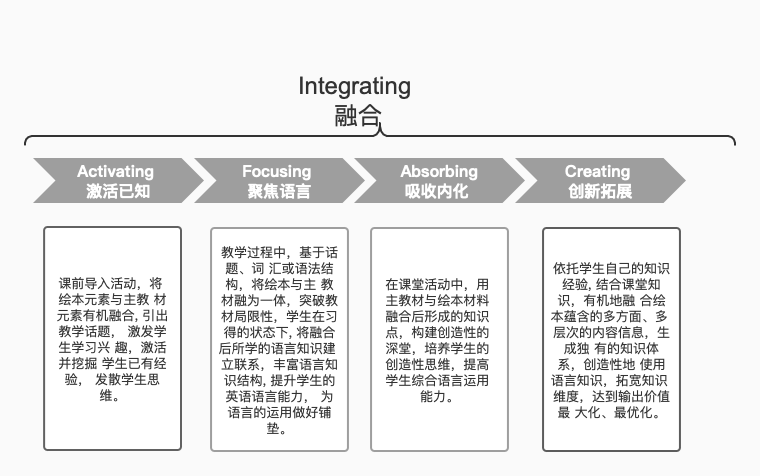 Integrating
融合
Activating
激活已知
Focusing
聚焦语言
Absorbing
吸收内化
Creating
创新拓展
课前导入活动，将
绘本元素与主教 材
元素有机融合, 引出
教学话题， 激发学
生学习兴 趣，激活
并挖掘 学生已有经
验， 发散学生思
维。
教学过程中，基于话
题、词 汇或语法结
构，将绘本与主 教
材融为一体，突破教
材局限性，学生在习
得的状态下, 将融合
后所学的语言知识建
立联系，丰富语言知
识结构, 提升学生的
英语语言能力， 为
语言的运用做好铺
垫。
在课堂活动中，用
主教材与绘本材料
融合后形成的知识
点，构建创造性的
深堂，培养学生的
创造性思维，提高
学生综合语言运用
能力。
依托学生自己的知识
经验, 结合课堂知
识，有机地融 合绘
本蕴含的多方面、多
层次的内容信息，生
成独 有的知识体
系，创造性地 使用
语言知识，拓宽知识
维度，达到输出价值
最 大化、最优化。